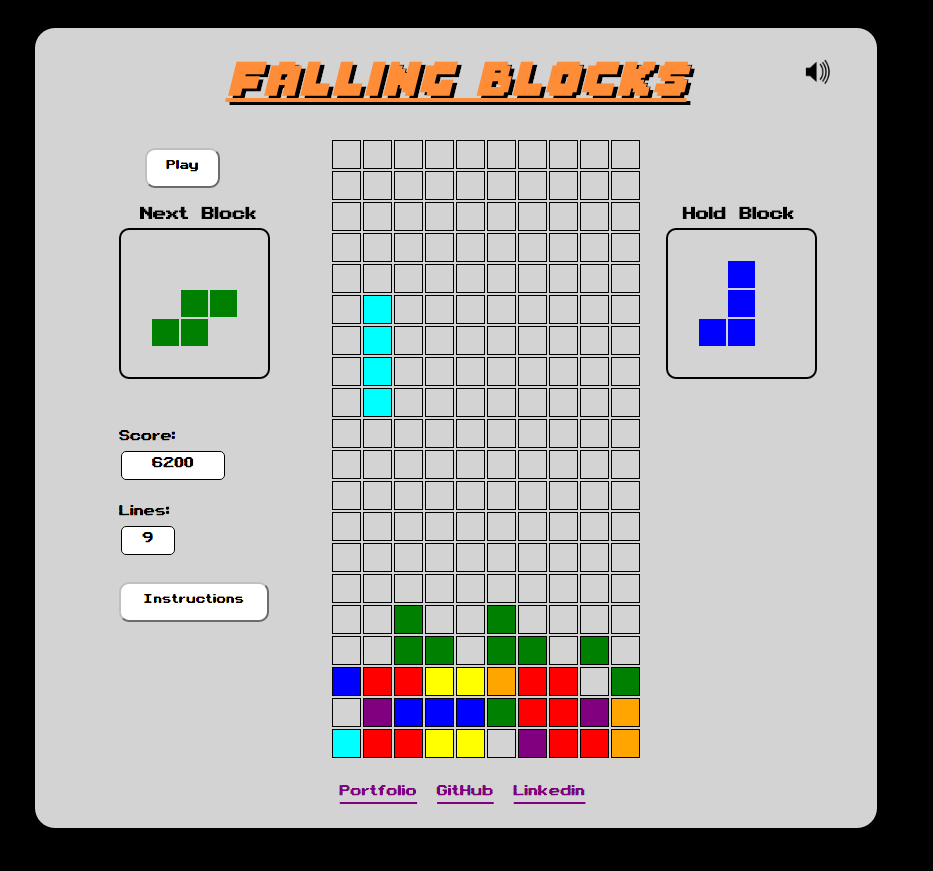 FALLING BLOCKS
Play
Next Block
Hold Block
Score:
6200
Lines:
9
Instructions
Portfolio GitHub Linkedin